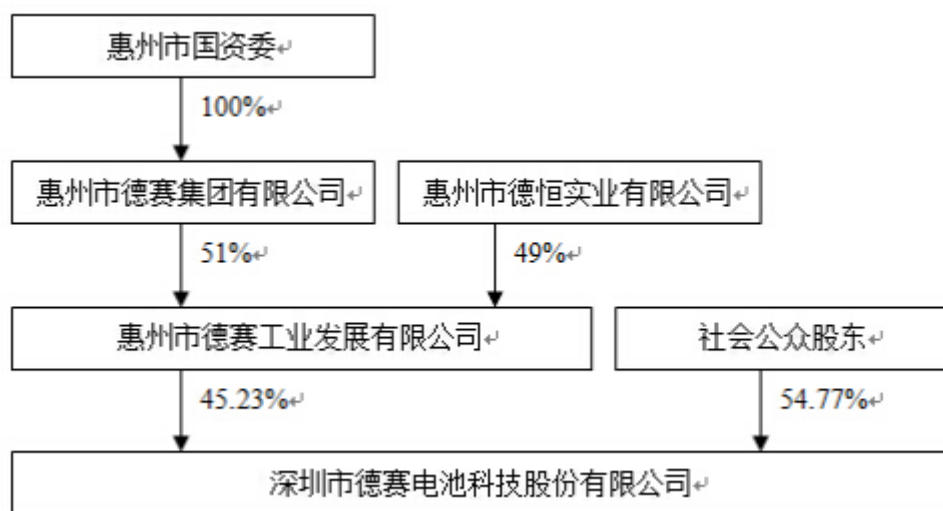 惠州市国资委↵
100%↵
惠州市德赛集团有限公司↵
惠州市德恒实业有限公司↵
51%↵
49%↵
惠州市德赛工业发展有限公司↵
社会公众股东↵
45.23%↵
54.77%↵
深圳市德赛电池科技股份有限公司↵